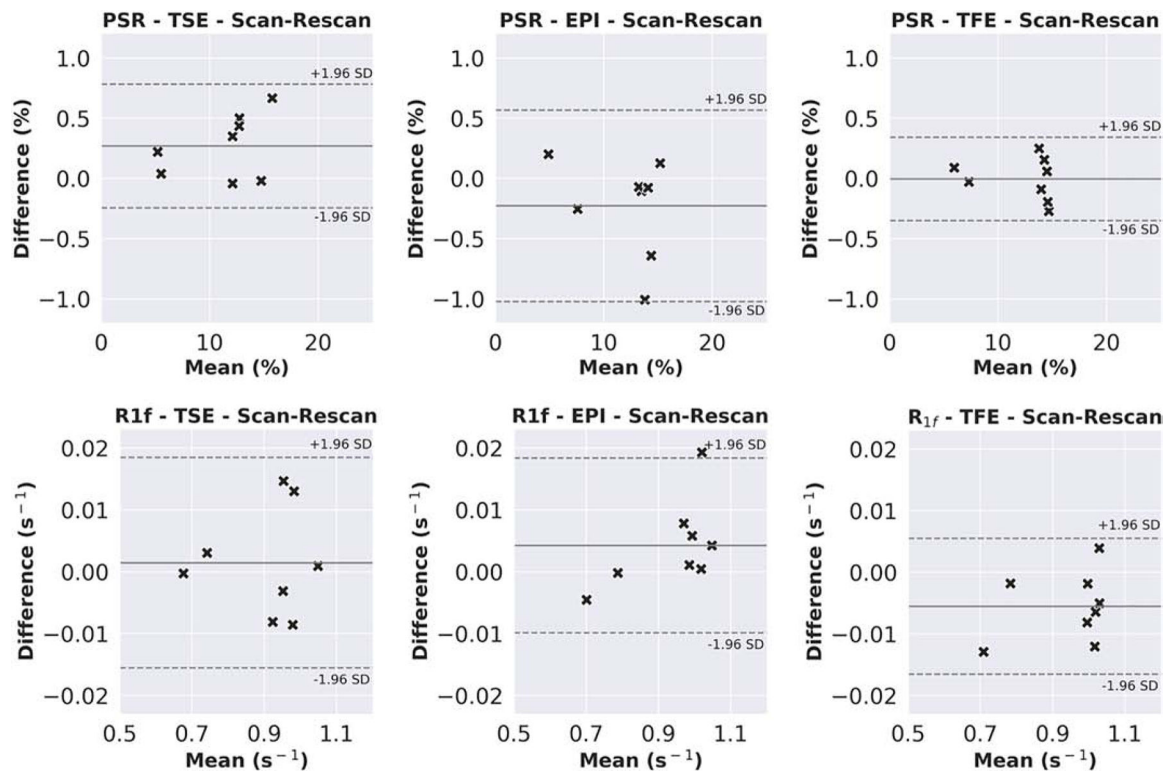 PSR - TSE - Scan-Rescan
PSR - EPI - Scan-Rescan
PSR - TFE - Scan-Rescan
Difference (%)
1.0
0.5
0.0
−0.5
−1.0
+1.96 SD
-1.96 SD
0 10 20
Mean (%)
Difference (%)
1.0
0.5
0.0
−0.5
−1.0
+1.96 SD
-1.96 SD
0 10 20
Mean (%)
Difference (%)
1.0
0.5
0.0
−0.5
−1.0
+1.96 SD
-1.96 SD
0 10 20
Mean (%)
R1f - TSE - Scan-Rescan
R1f - EPI - Scan-Rescan
R₁f - TFE - Scan-Rescan
Difference (s⁻¹)
0.02
0.01
0.00
−0.01
−0.02
+1.96 SD
-1.96 SD
0.5 0.7 0.9 1.1
Mean (s⁻¹)
Difference (s⁻¹)
0.02
0.01
0.00
−0.01
−0.02
+1.96 SD
-1.96 SD
0.5 0.7 0.9 1.1
Mean (s⁻¹)
Difference (s⁻¹)
0.02
0.01
0.00
−0.01
−0.02
+1.96 SD
-1.96 SD
0.5 0.7 0.9 1.1
Mean (s⁻¹)